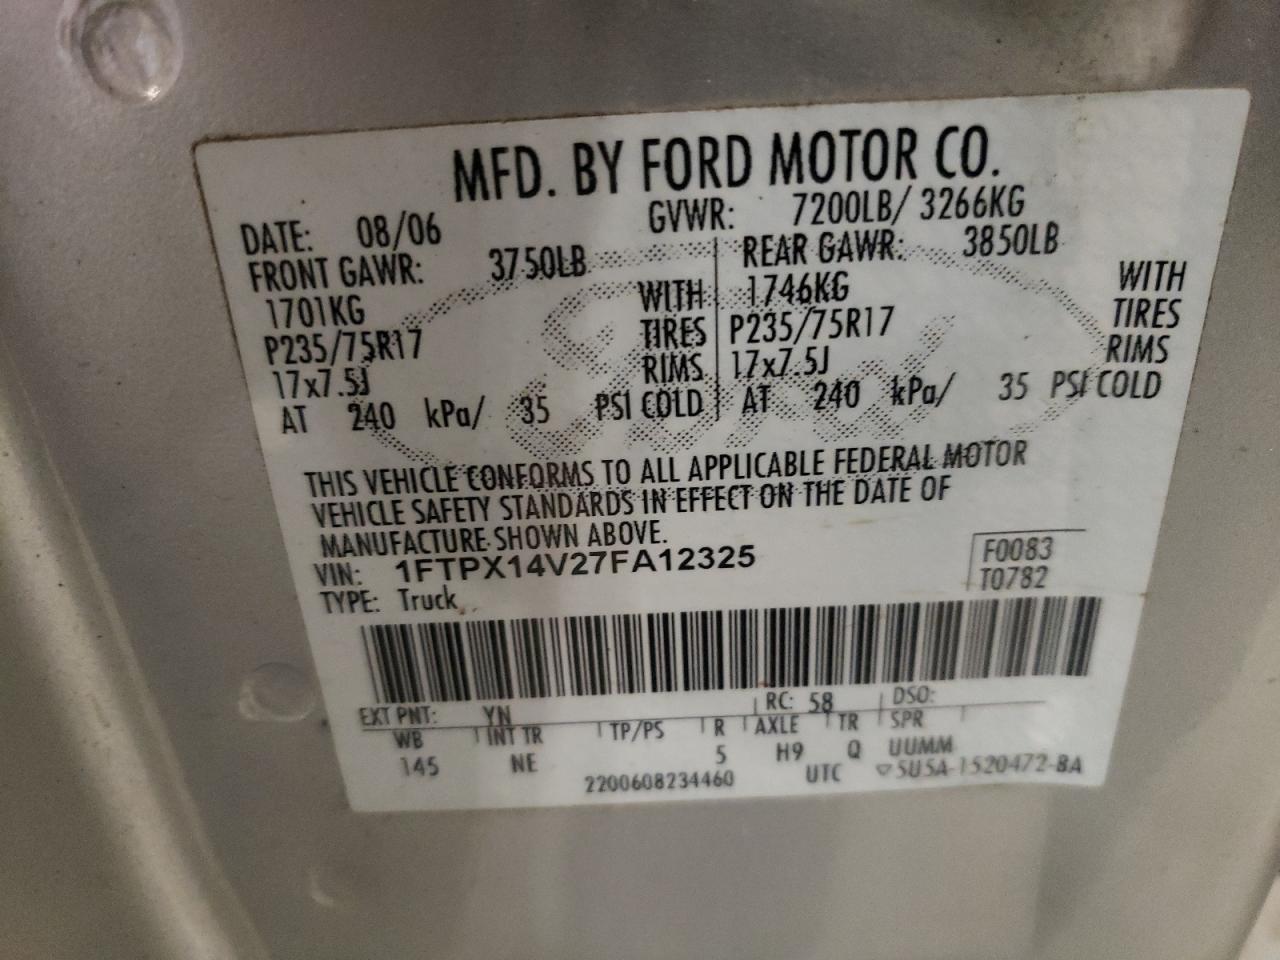 MFD. BY FORD MOTOR CO.
DATE: 08/06 GVWR: 7200LB/ 3266KG
FRONT GAWR: 3750LB REAR GAWR: 3850LB
1701KG WITH 1746KG WITH
P235/75R17 TIRES P235/75R17 TIRES
17x7.5J RIMS 17x7.5J RIMS
AT 240 kPa/ 35 PSI COLD AT 240 kPa/ 35 PSI COLD
THIS VEHICLE CONFORMS TO ALL APPLICABLE FEDERAL MOTOR
VEHICLE SAFETY STANDARDS IN EFFECT ON THE DATE OF
MANUFACTURE SHOWN ABOVE.
VIN: 1FTPX14V27FA12325 F0083
TYPE: Truck T0782
EXT PNT: YN RC: 58 DSO:
WB INT TR TP/PS R AXLE TR SPR
145 NE 5 H9 Q UUMM
2200608234460 UTC ▽5U5A-1520472-BA
Ford